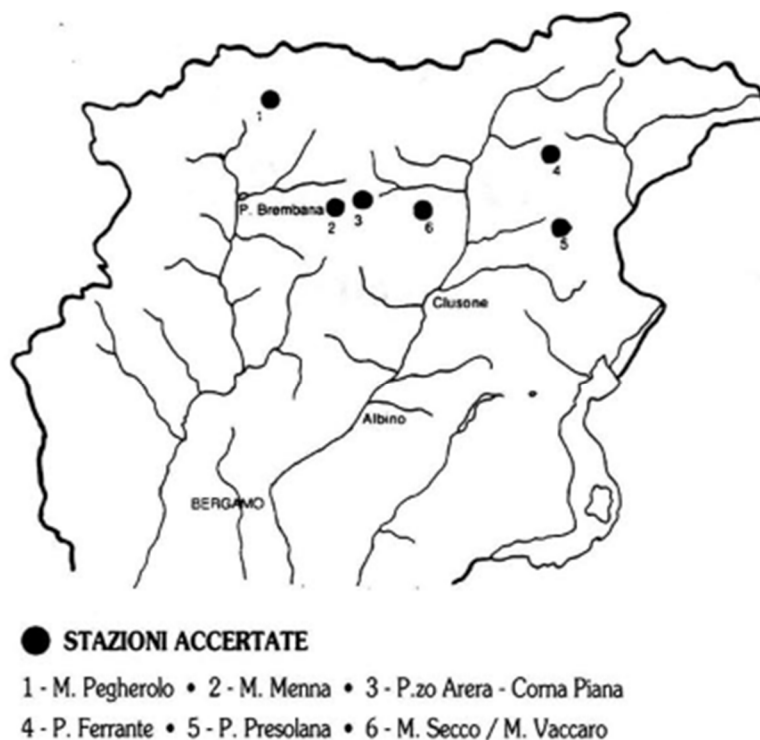 1
4
P. Brembana
2
3
6
5
Clusone
Albino
BERGAMO
STAZIONI ACCERTATE
1 - M. Pegherolo • 2 - M. Menna • 3 - P.zo Arera - Corna Piana
4 - P. Ferrante • 5 - P. Presolana • 6 - M. Secco / M. Vaccaro